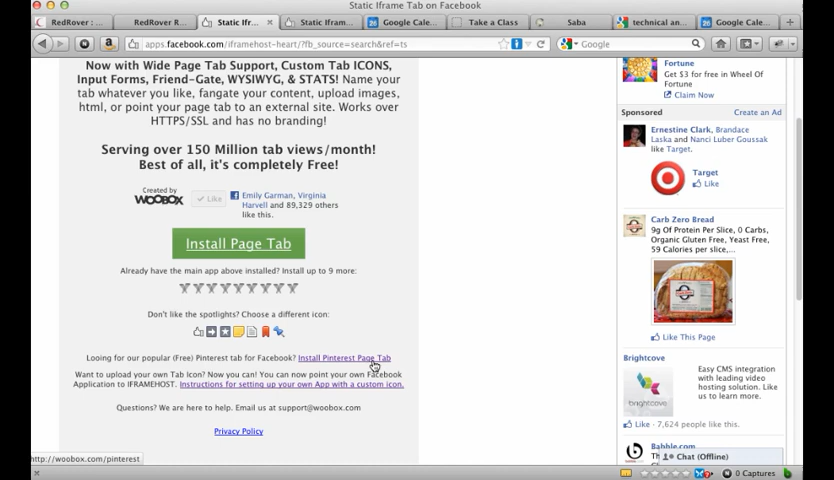 Static Iframe Tab on Facebook
RedRover : ...
RedRover R...
Static If...
Static Ifram...
Google Cale...
Take a Class
Saba
technical an...
Google Cale...
apps.facebook.com/iframehost-heart/?fb_source=search&ref=ts
Google
Now with Wide Page Tab Support, Custom Tab ICONS,
Input Forms, Friend-Gate, WYSIWYG, & STATS! Name your
tab whatever you like, fangate your content, upload images,
html, or point your page tab to an external site. Works over
HTTPS/SSL and has no branding!
Serving over 150 Million tab views/month!
Best of all, it's completely Free!
Created by
WOOBOX
Like
Emily Garman, Virginia
Harvell and 89,329 others
like this.
Install Page Tab
Already have the main app above installed? Install up to 9 more:
Don't like the spotlights? Choose a different icon:
Looing for our popular (Free) Pinterest tab for Facebook? Install Pinterest Page Tab
Want to upload your own Tab Icon? Now you can! You can now point your own Facebook
Application to IFRAMEHOST. Instructions for setting up your own App with a custom icon.
Questions? We are here to help. Email us at support@woobox.com
Privacy Policy
http://woobox.com/pinterest
Fortune
Get $3 for free in Wheel Of
Fortune
Claim Now
Sponsored
Create an Ad
Ernestine Clark, Brandace
Laska and Nanci Luber Goussak
like Target.
Target
Like
Carb Zero Bread
9g Of Protein Per Slice, 0 Carbs,
Organic Gluten Free, Yeast Free,
59 Calories per slice,...
Like This Page
Brightcove
Easy CMS integration
with leading video
hosting solution. Like
us to learn more.
brightcove
Like · 7,624 people like this.
Babble.com
Chat (Offline)
0 Captures